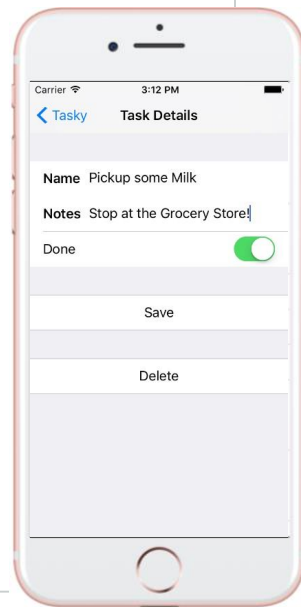 Carrier 3:12 PM
Tasky Task Details
Name Pickup some Milk
Notes Stop at the Grocery Store!
Done
Save
Delete